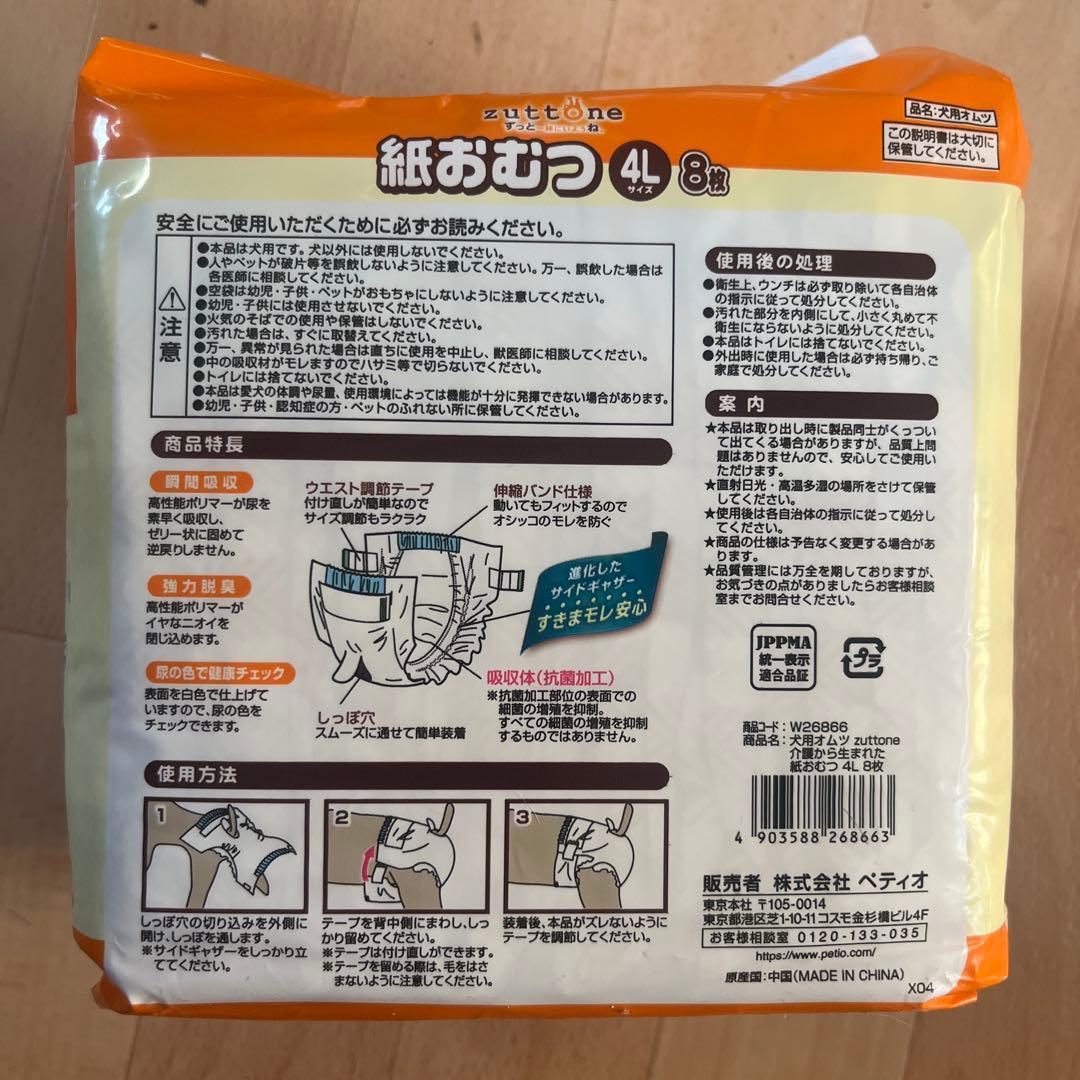 zuttone
ずっと一緒にいようね。
紙おむつ 4Lサイズ 8枚
品名:犬用オムツ
この説明書は大切に
保管してください。
安全にご使用いただくために必ずお読みください。
注意
●本品は犬用です。犬以外には使用しないでください。
●人やペットが破片等を誤飲しないように注意してください。万一、誤飲した場合は
各医師に相談してください。
●空袋は幼児・子供・ペットがおもちゃにしないように注意してください。
●幼児・子供には使用させないでください。
●火気のそばでの使用や保管はしないでください。
●汚れた場合は、すぐに取替えてください。
●万一、異常が見られた場合は直ちに使用を中止し、獣医師に相談してください。
●中の吸収材がモレますのでハサミ等で切らないでください。
●トイレには捨てないでください。
●本品は愛犬の体調や尿量、使用環境によっては機能が十分に発揮できない場合があります。
●幼児・子供・認知症の方・ペットのふれない所に保管してください。
商品特長
瞬間吸収
高性能ポリマーが尿を
素早く吸収し、
ゼリー状に固めて
逆戻りしません。
強力脱臭
高性能ポリマーが
イヤなニオイを
閉じ込めます。
尿の色で健康チェック
表面を白色で仕上げて
いますので、尿の色を
チェックできます。
ウエスト調節テープ
付け直しが簡単なので
サイズ調節もラクラク
伸縮バンド仕様
動いてもフィットするので
オシッコのモレを防ぐ
進化した
サイドギャザー
すきまモレ安心
吸収体(抗菌加工)
※抗菌加工部位の表面での
細菌の増殖を抑制。
すべての細菌の増殖を抑制
するものではありません。
しっぽ穴
スムーズに通せて簡単装着
使用方法
1
しっぽ穴の切り込みを外側に
開け、しっぽを通します。
※サイドギャザーをしっかり立
ててください。
2
テープを背中側にまわし、しっ
かり留めてください。
※テープは付け直しができます。
※テープを留める際は、毛をはさ
まないように注意してください。
3
装着後、本品がズレないように
テープを調節してください。
使用後の処理
●衛生上、ウンチは必ず取り除いて各自治体
の指示に従って処分してください。
●汚れた部分を内側にして、小さく丸めて不
衛生にならないように処分してください。
●本品はトイレには捨てないでください。
●外出時に使用した場合は必ず持ち帰り、ご
家庭で処分してください。
案内
★本品は取り出し時に製品同士がくっつい
て出てくる場合がありますが、品質上問
題はありませんので、安心してご使用い
ただけます。
★直射日光・高温多湿の場所をさけて保管
してください。
★使用後は各自治体の指示に従って処分し
てください。
★商品の仕様は予告なく変更する場合があ
ります。
★品質管理には万全を期しておりますが、
お気づきの点がありましたらお客様相談
室までお問合せください。
JPPMA
統一表示
適合品証
プラ
商品コード:W26866
商品名:犬用オムツ zuttone
介護から生まれた
紙おむつ 4L 8枚
4 903588 268663
販売者 株式会社 ペティオ
東京本社 〒105-0014
東京都港区芝1-10-11コスモ金杉橋ビル4F
お客様相談室 0120-133-035
https://www.petio.com/
原産国:中国(MADE IN CHINA)
X04